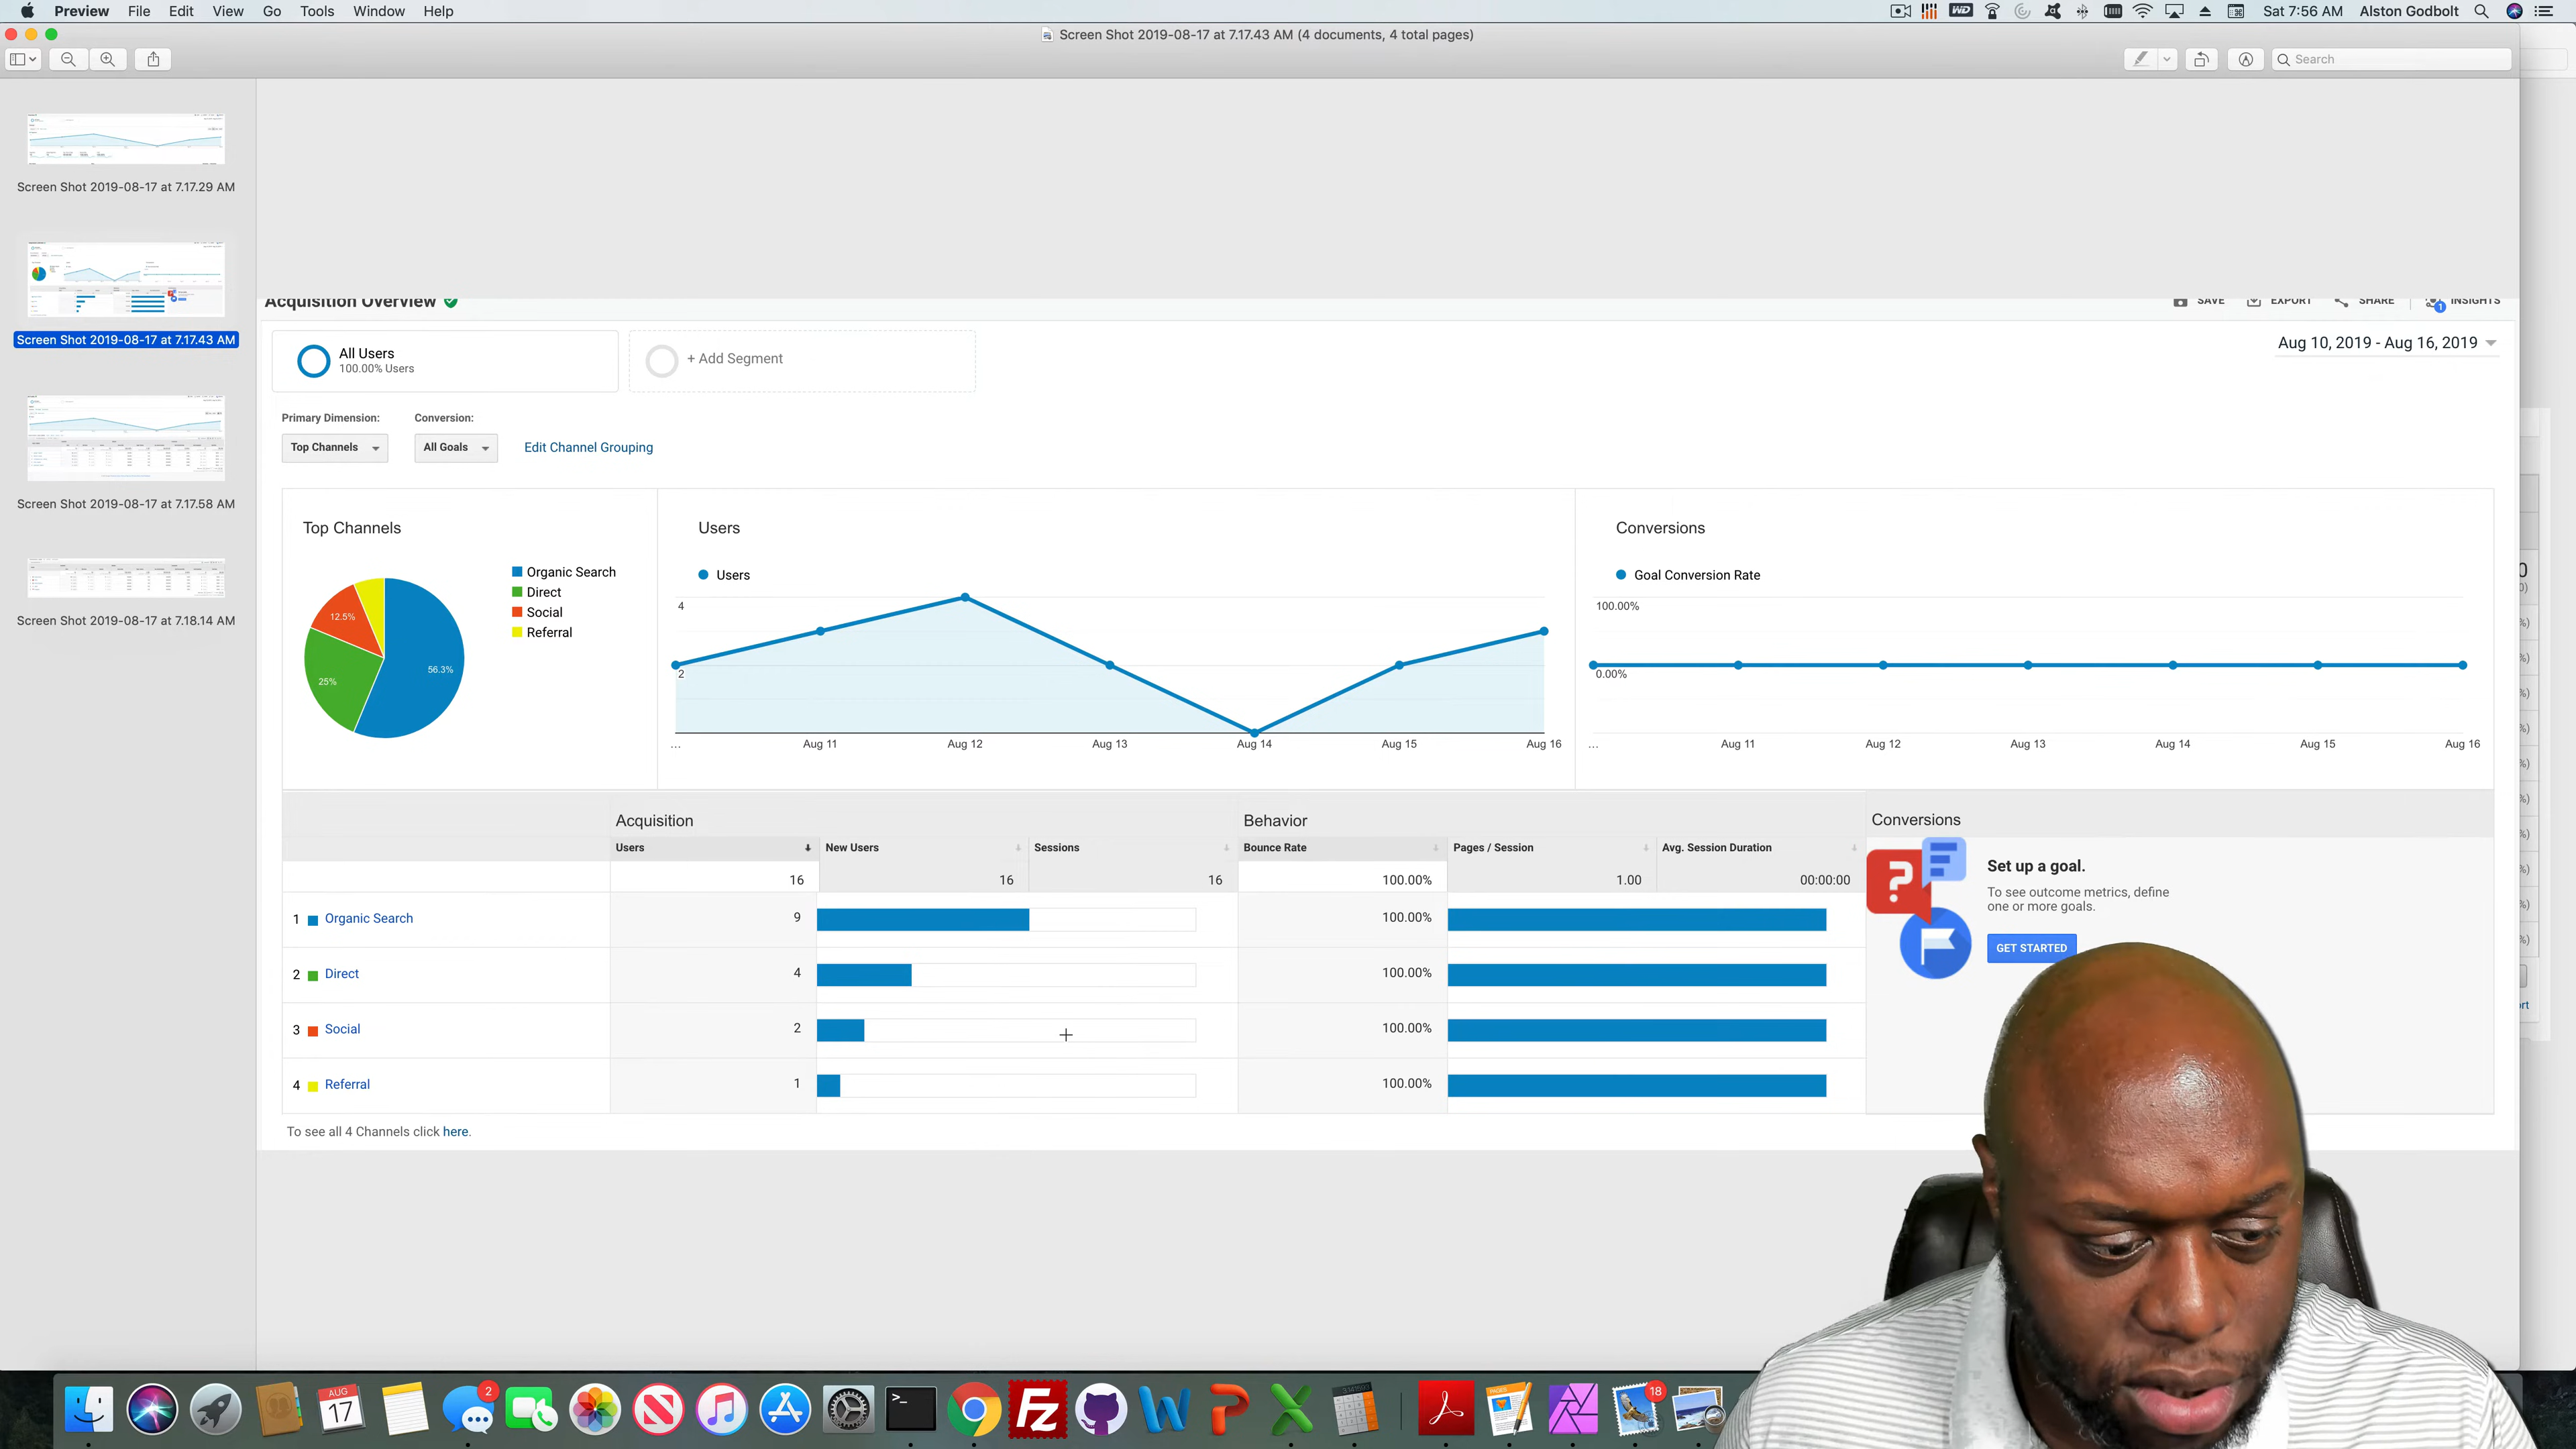 Preview File Edit View Go Tools Window Help
Sat 7:56 AM Alston Godbolt
Screen Shot 2019-08-17 at 7.17.43 AM (4 documents, 4 total pages)
Search
Screen Shot 2019-08-17 at 7.17.29 AM
Screen Shot 2019-08-17 at 7.17.43 AM
Screen Shot 2019-08-17 at 7.17.58 AM
Screen Shot 2019-08-17 at 7.18.14 AM
Acquisition Overview
SAVE EXPORT SHARE INSIGHTS
1
All Users
100.00% Users
+ Add Segment
Aug 10, 2019 - Aug 16, 2019
Primary Dimension: Conversion:
Top Channels All Goals Edit Channel Grouping
Top Channels
Organic Search
Direct
Social
Referral
12.5%
56.3%
25%
Users
Users
4
2
... Aug 11 Aug 12 Aug 13 Aug 14 Aug 15 Aug 16
Conversions
Goal Conversion Rate
100.00%
0.00%
... Aug 11 Aug 12 Aug 13 Aug 14 Aug 15 Aug 16
Acquisition Behavior Conversions
Users New Users Sessions Bounce Rate Pages / Session Avg. Session Duration
16 16 16 100.00% 1.00 00:00:00
1 Organic Search 9 100.00%
2 Direct 4 100.00%
3 Social 2 100.00%
4 Referral 1 100.00%
Set up a goal.
To see outcome metrics, define
one or more goals.
GET STARTED
To see all 4 Channels click here.
AUG
17
2
18